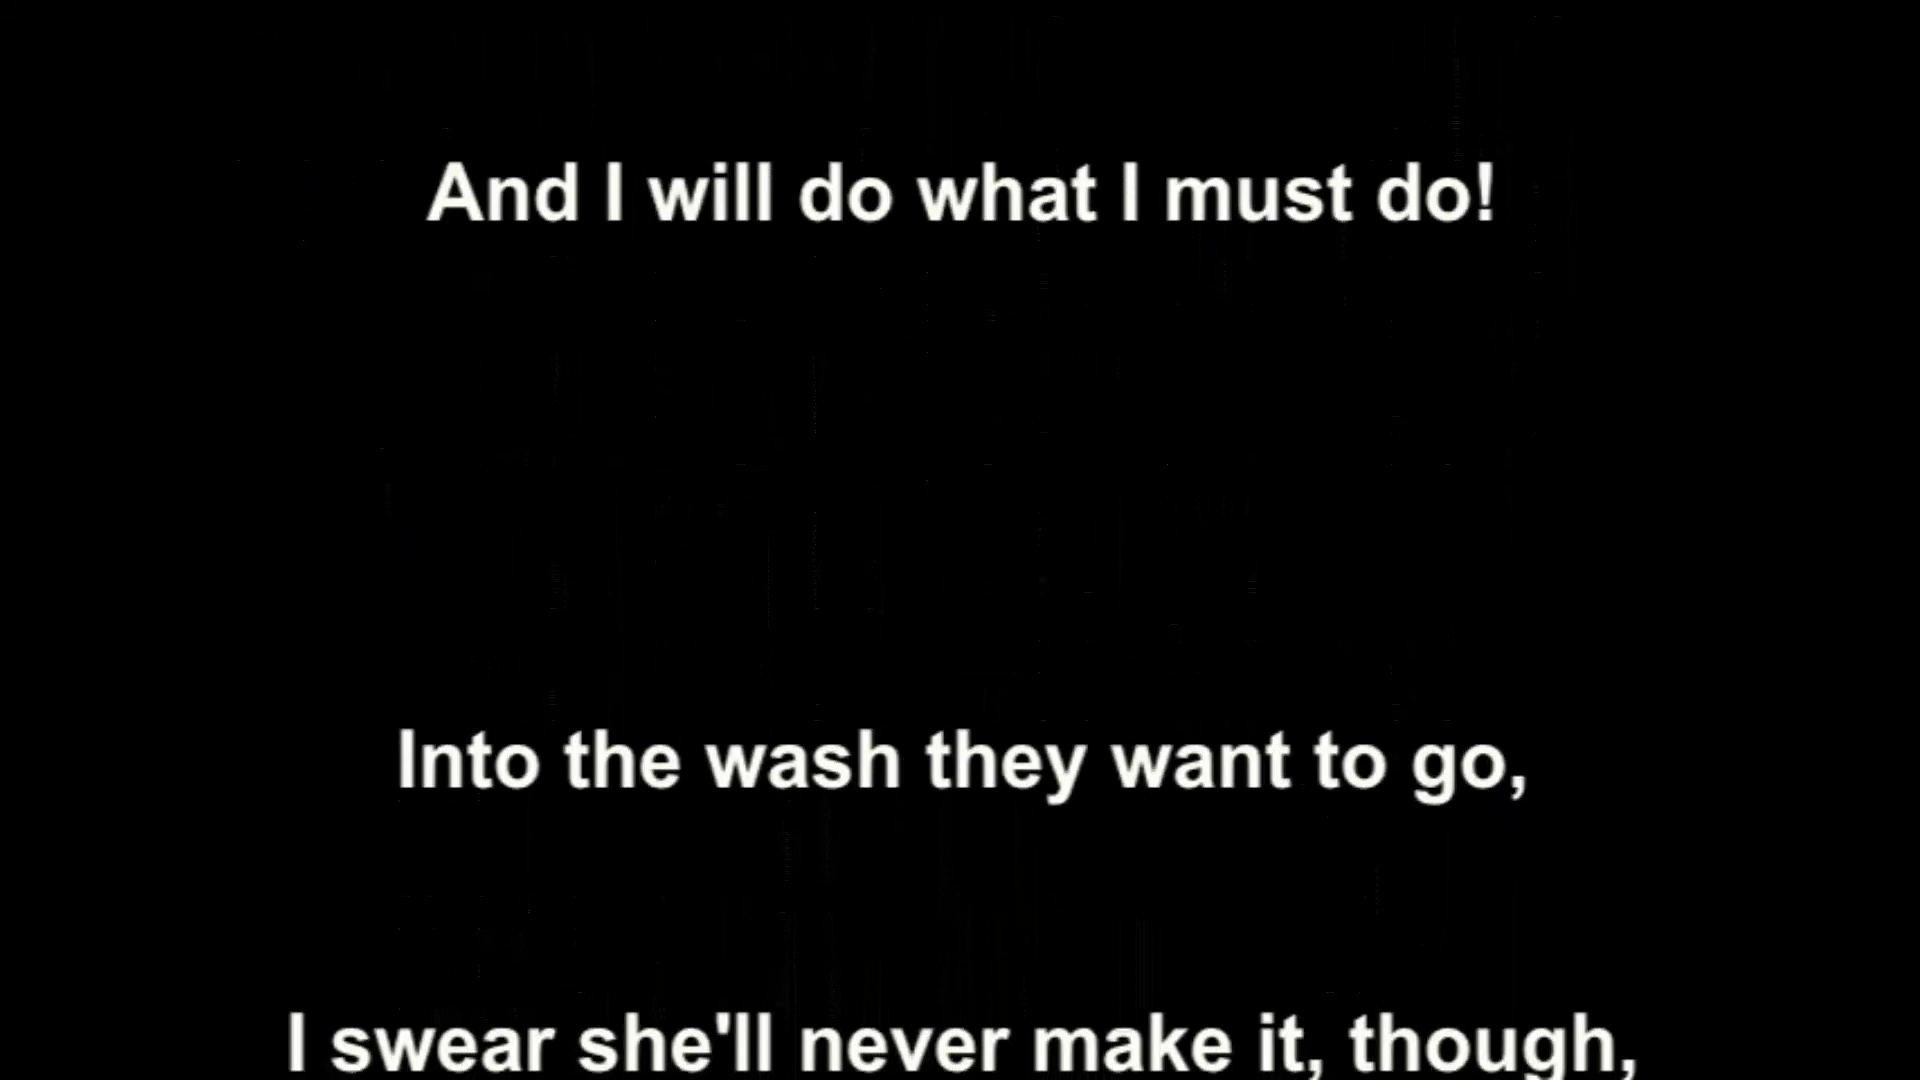 And I will do what I must do!
Into the wash they want to go,
I swear she'll never make it, though,